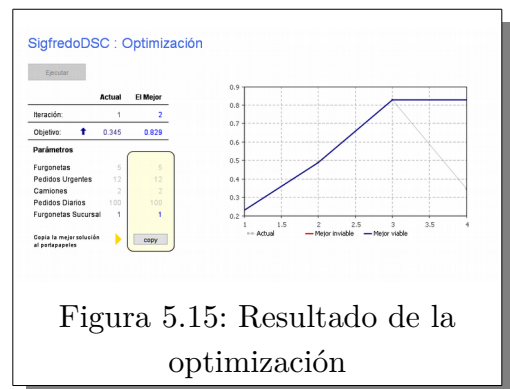 SigfredoDSC : Optimización
Ejecutar
Actual El Mejor
Iteración: 1 2
Objetivo: 0.345 0.829
Parámetros
Furgonetas 6 6
Pedidos Urgentes 12 12
Camiones 2 2
Pedidos Diarios 100 100
Furgonetas Sucursal 1 1
Copia la mejor solución
al portapapeles
copy
0.9
0.8
0.7
0.6
0.5
0.4
0.3
0.2
1 1.5 2 2.5 3 3.5 4
Actual Mejor inviable Mejor viable
Figura 5.15: Resultado de la
optimización